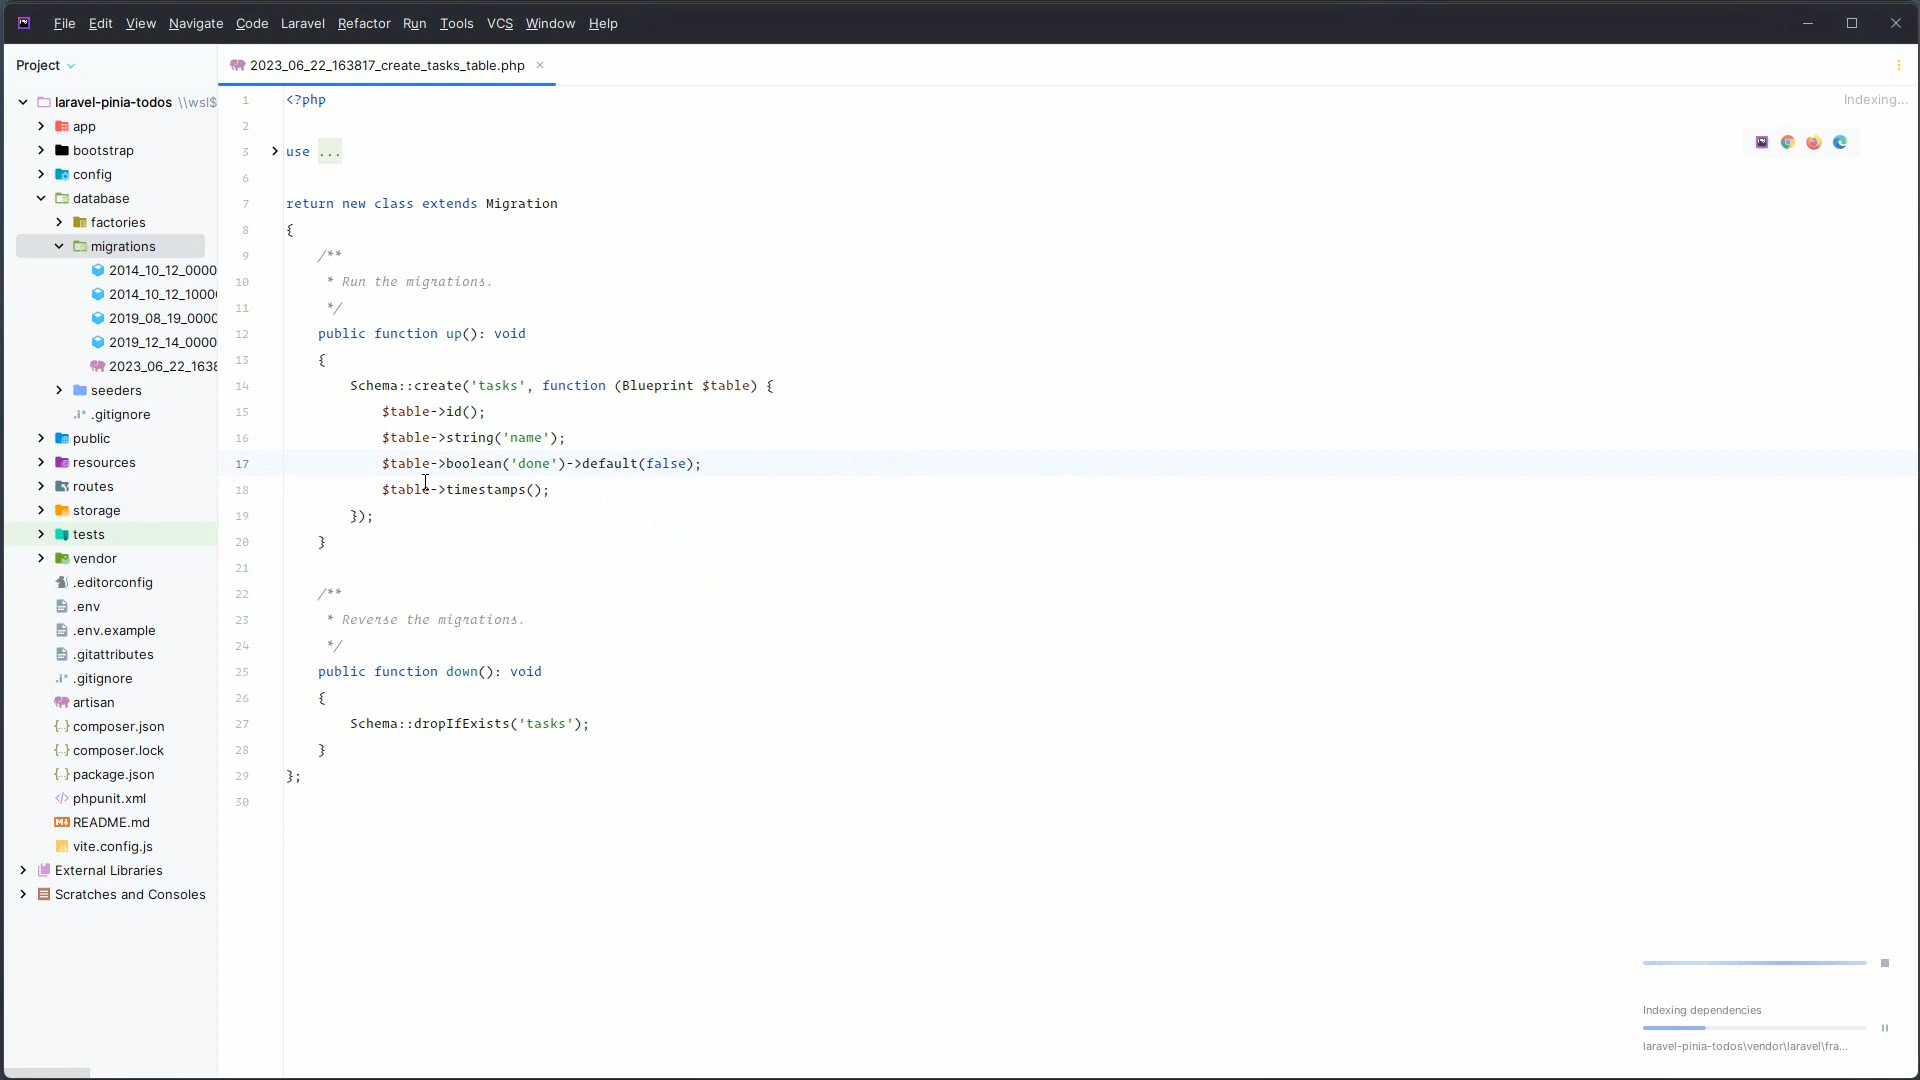 File Edit View Navigate Code Laravel Refactor Run Tools VCS Window Help
Project
2023_06_22_163817_create_tasks_table.php
laravel-pinia-todos \\wsl$
app
bootstrap
config
database
factories
migrations
2014_10_12_0000
2014_10_12_1000
2019_08_19_0000
2019_12_14_0000
2023_06_22_1638
seeders
.gitignore
public
resources
routes
storage
tests
vendor
.editorconfig
.env
.env.example
.gitattributes
.gitignore
artisan
composer.json
composer.lock
package.json
phpunit.xml
README.md
vite.config.js
External Libraries
Scratches and Consoles
1 <?php
2
3 use ...
6
7 return new class extends Migration
8 {
9 /**
10 * Run the migrations.
11 */
12 public function up(): void
13 {
14 Schema::create('tasks', function (Blueprint $table) {
15 $table->id();
16 $table->string('name');
17 $table->boolean('done')->default(false);
18 $table->timestamps();
19 });
20 }
21
22 /**
23 * Reverse the migrations.
24 */
25 public function down(): void
26 {
27 Schema::dropIfExists('tasks');
28 }
29 };
30
Indexing...
Indexing dependencies
laravel-pinia-todos\vendor\laravel\fra...